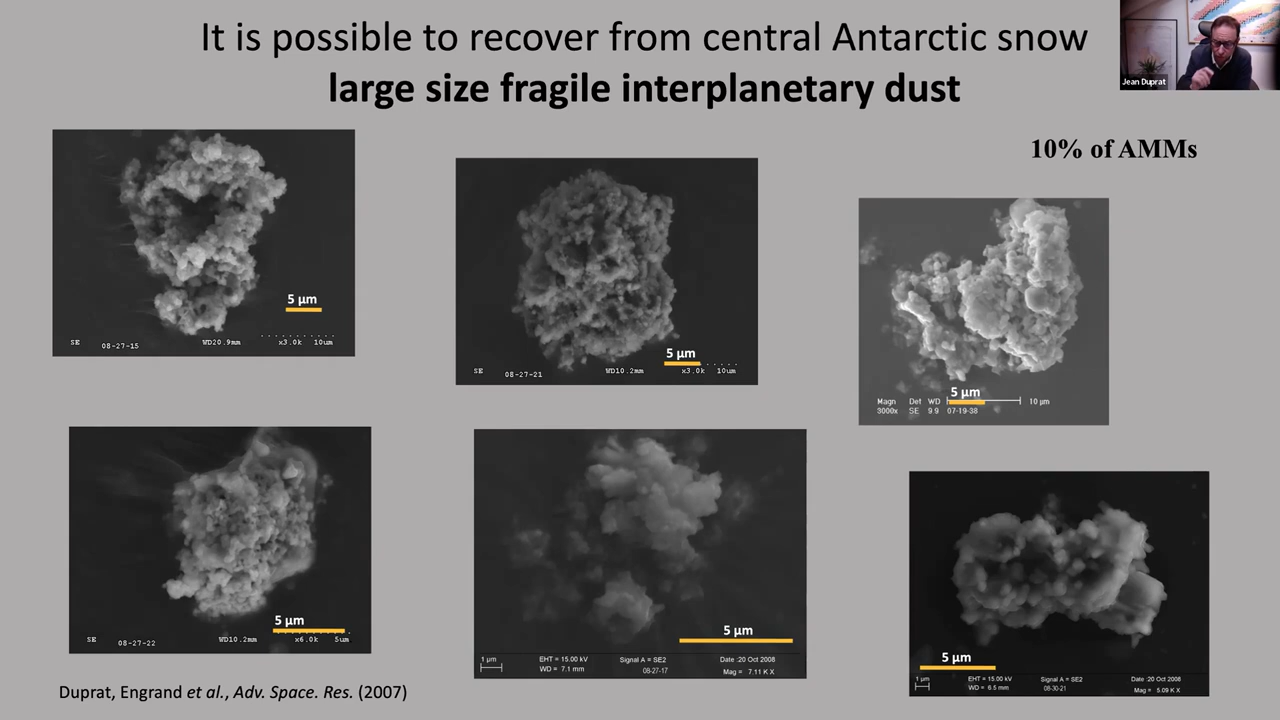 It is possible to recover from central Antarctic snow
large size fragile interplanetary dust
Jean Duprat
10% of AMMs
5 µm
SE 08-27-15 WD20.9mm x3.0k 10um
5 µm
SE 08-27-21 WD10.2mm x3.0k 10um
5 µm
Magn Det WD 10 µm
3000x SE 9.9 07-19-38
5 µm
SE 08-27-22 WD10.2mm x6.0k 5um
5 µm
1 µm EHT = 15.00 kV Signal A = SE2 Date :20 Oct 2008
WD = 7.1 mm 08-27-17 Mag = 7.11 K X
5 µm
1 µm EHT = 15.00 kV Signal A = SE2 Date :20 Oct 2008
WD = 6.5 mm 08-30-21 Mag = 5.09 K X
Duprat, Engrand et al., Adv. Space. Res. (2007)